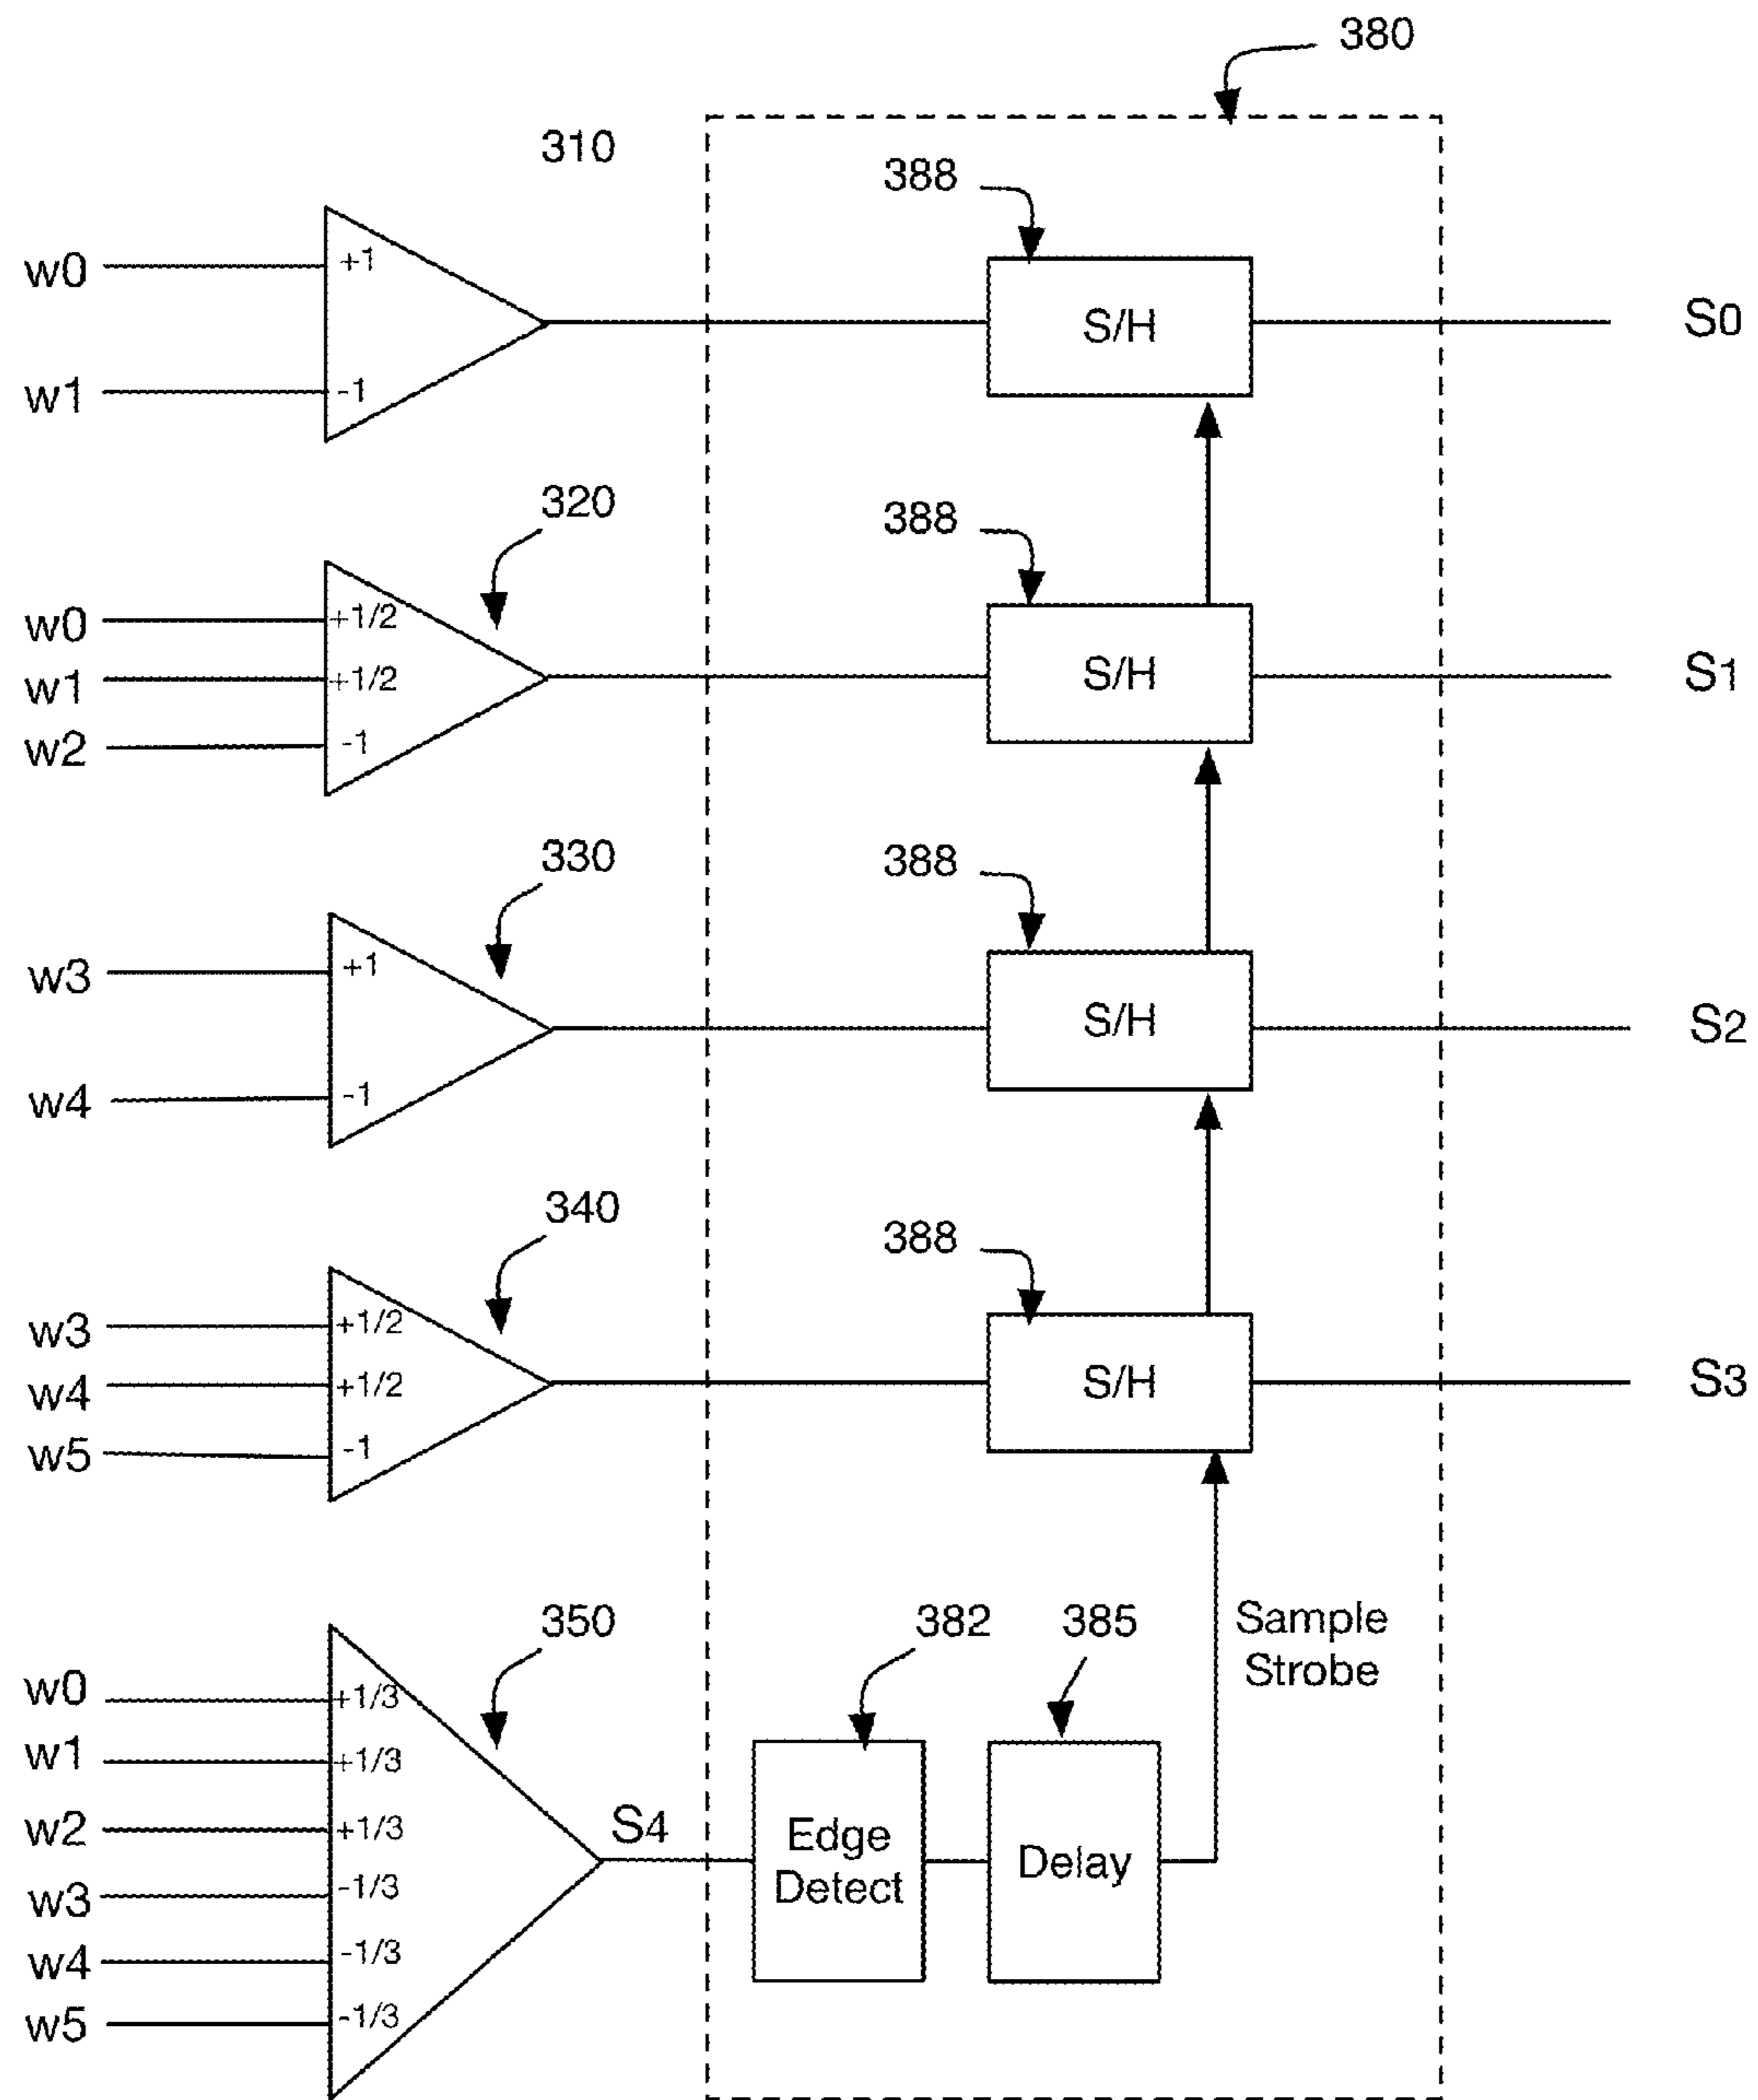 380
310
388
w0
+1
S/H
S0
w1
-1
320
388
w0
+1/2
w1
+1/2
S/H
S1
w2
-1
330
388
w3
+1
S/H
S2
w4
-1
340
388
w3
+1/2
w4
+1/2
S/H
S3
w5
-1
350
382
385
Sample
Strobe
w0
+1/3
w1
+1/3
w2
+1/3
S4
Edge
Detect
Delay
w3
-1/3
w4
-1/3
w5
-1/3